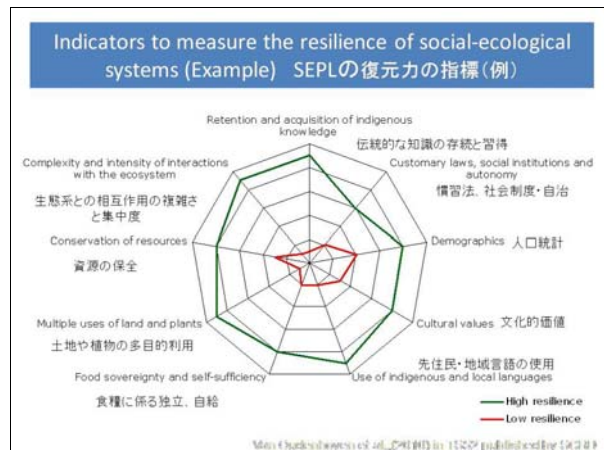 Indicators to measure the resilience of social-ecological
systems (Example) SEPLの復元力の指標(例)
Retention and acquisition of indigenous
knowledge
伝統的な知識の存続と習得
Complexity and intensity of interactions
with the ecosystem
Customary laws, social institutions and
autonomy
慣習法、社会制度・自治
生態系との相互作用の複雑さ
と集中度
Conservation of resources
資源の保全
Demographics 人口統計
Multiple uses of land and plants
土地や植物の多目的利用
Cultural values 文化的価値
先住民・地域言語の使用
Food sovereignty and self-sufficiency
Use of indigenous and local languages
食糧に係る独立、自給
High resilience
Low resilience
Van Oudenhoven et al. in published by